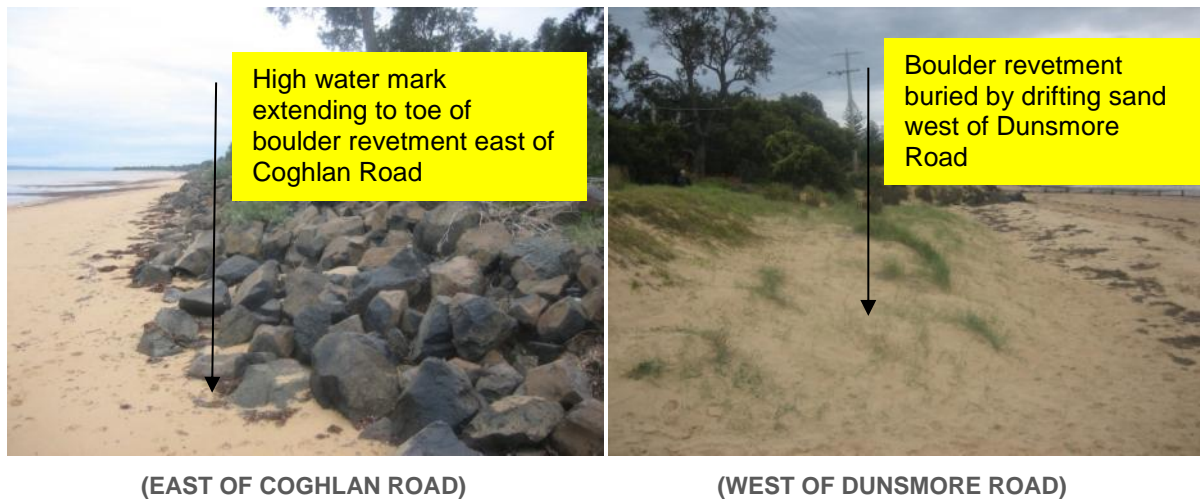 High water mark
extending to toe of
boulder revetment east of
Coghlan Road
Boulder revetment
buried by drifting sand
west of Dunsmore
Road
(EAST OF COGHLAN ROAD)
(WEST OF DUNSMORE ROAD)